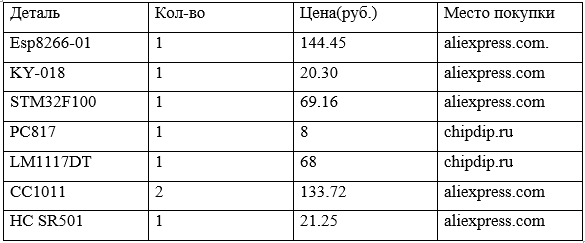 Деталь Кол-во Цена(руб.) Место покупки
Esp8266-01 1 144.45 aliexpress.com.
KY-018 1 20.30 aliexpress.com
STM32F100 1 69.16 aliexpress.com
PC817 1 8 chipdip.ru
LM1117DT 1 68 chipdip.ru
CC1011 2 133.72 aliexpress.com
HC SR501 1 21.25 aliexpress.com